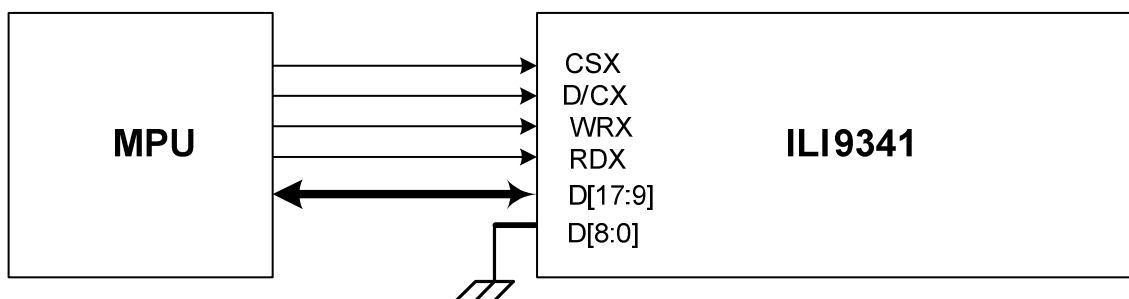 MPU
CSX
D/CX
WRX
RDX
D[17:9]
D[8:0]
ILI9341